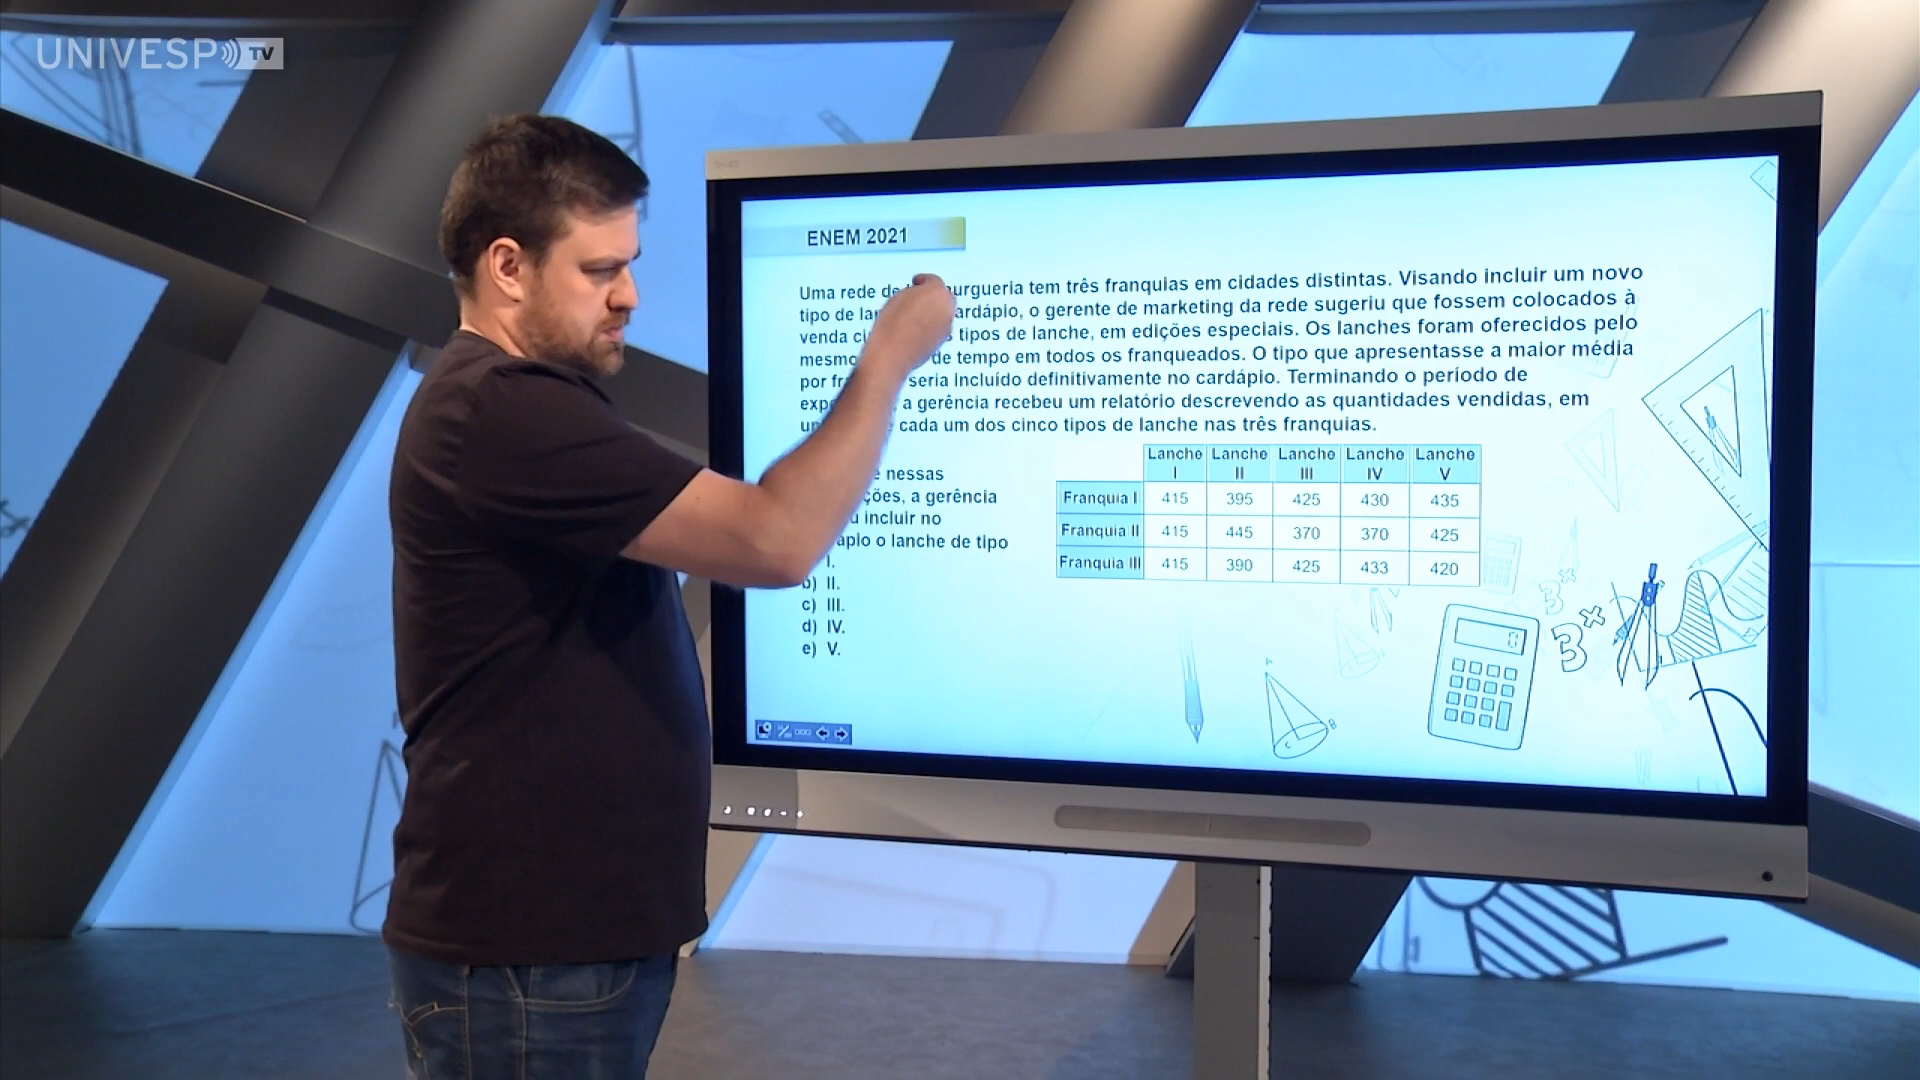 UNIVESP TV
ENEM 2021
Uma rede de urgueria tem três franquias em cidades distintas. Visando incluir um novo
tipo de ardápio, o gerente de marketing da rede sugeriu que fossem colocados à
venda tipos de lanche, em edições especiais. Os lanches foram oferecidos pelo
mesmo de tempo em todos os franqueados. O tipo que apresentasse a maior média
por seria incluído definitivamente no cardápio. Terminando o período de
a gerência recebeu um relatório descrevendo as quantidades vendidas, em
cada um dos cinco tipos de lanche nas três franquias.
nessas
ções, a gerência
incluir no
ápio o lanche de tipo
I.
b) II.
c) III.
d) IV.
e) V.
Lanche Lanche Lanche Lanche Lanche
I II III IV V
Franquia I 415 395 425 430 435
Franquia II 415 445 370 370 425
Franquia III 415 390 425 433 420
0
3x
3x
A
B
C